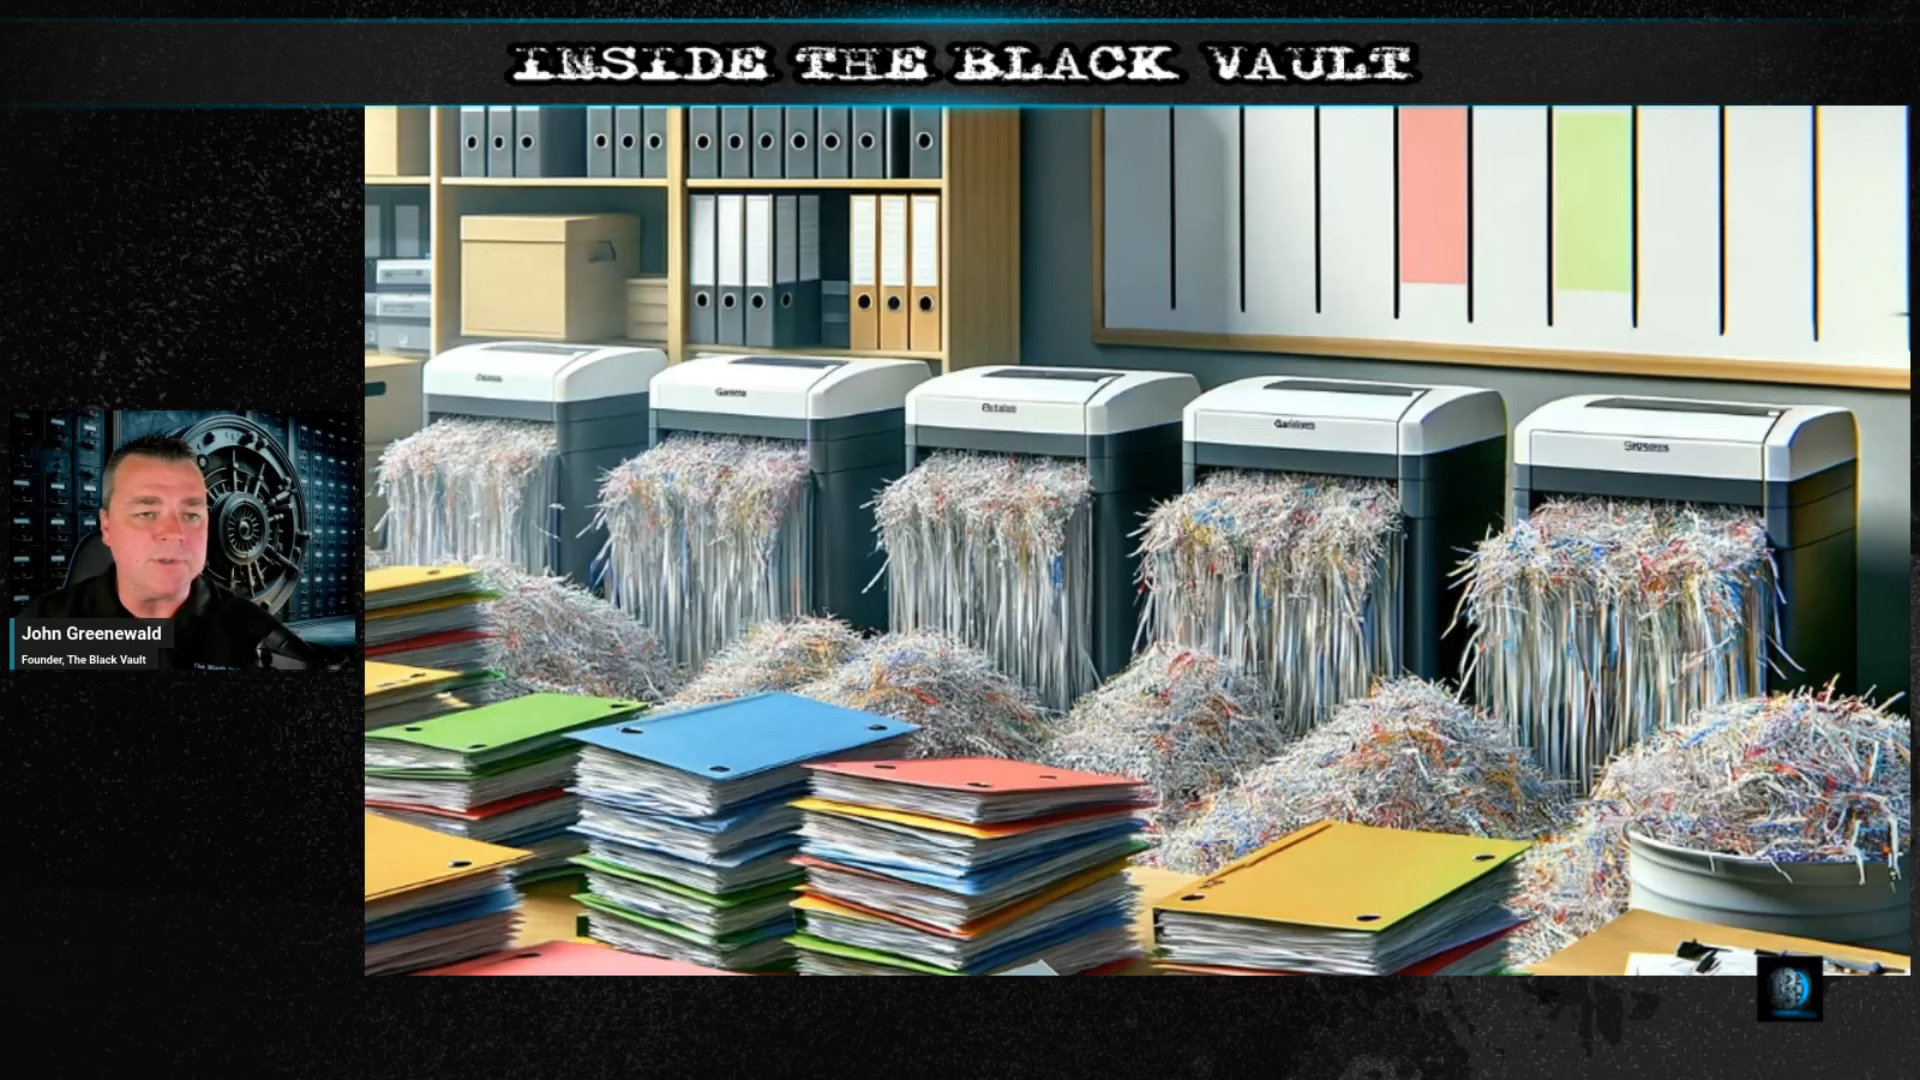 INSIDE THE BLACK VAULT
John Greenewald
Founder, The Black Vault